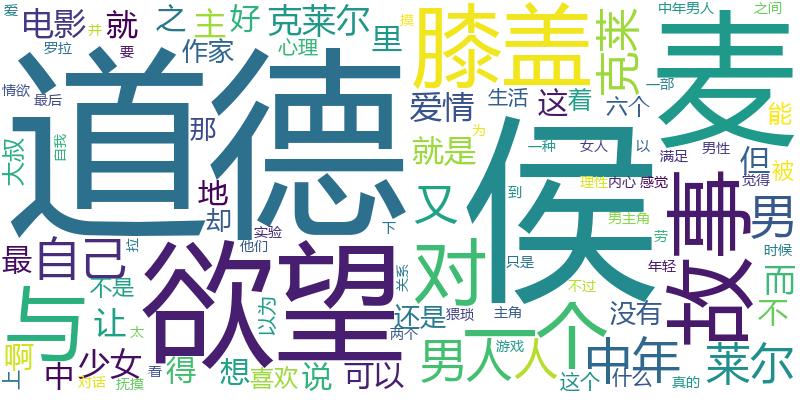 爱
电影
并
就
之
主
好
克莱尔
里
摸
膝盖
克莱
中年男人
之间
麦
罗拉
要
作家
心理
情欲
最后
道德
爱情
生活
这
着
六个
一部
能
大叔
自我
那
就是
为
一种
女人
以
满足
男性
但
被
地
却
又
侯
到
理性
内心
感觉
觉得
故事
男
最
自己
拉
实验
他们
下
欲望
对
只是
男主角
劳
年轻
时候
而
不
与
不是
让
太
以为
关系
还是
两个
猥琐
主角
一个
不过
没有
啊
上
中
少女
对话
看
抚摸
得
想
喜欢
说
可以
男人
人
游戏
中年
这个
什么
真的
莱尔